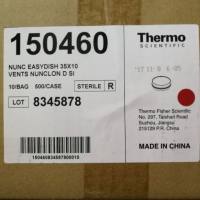 150460
Thermo
SCIENTIFIC
NUNC EASYDISH 35X10
VENTS NUNCLON D SI
10/BAG 500/CASE STERILE R
LOT 8345878
Thermo Fisher Scientific
No. 297, Taishan Road
Suzhou, Jiangsu
215129 P.R. China
MADE IN CHINA